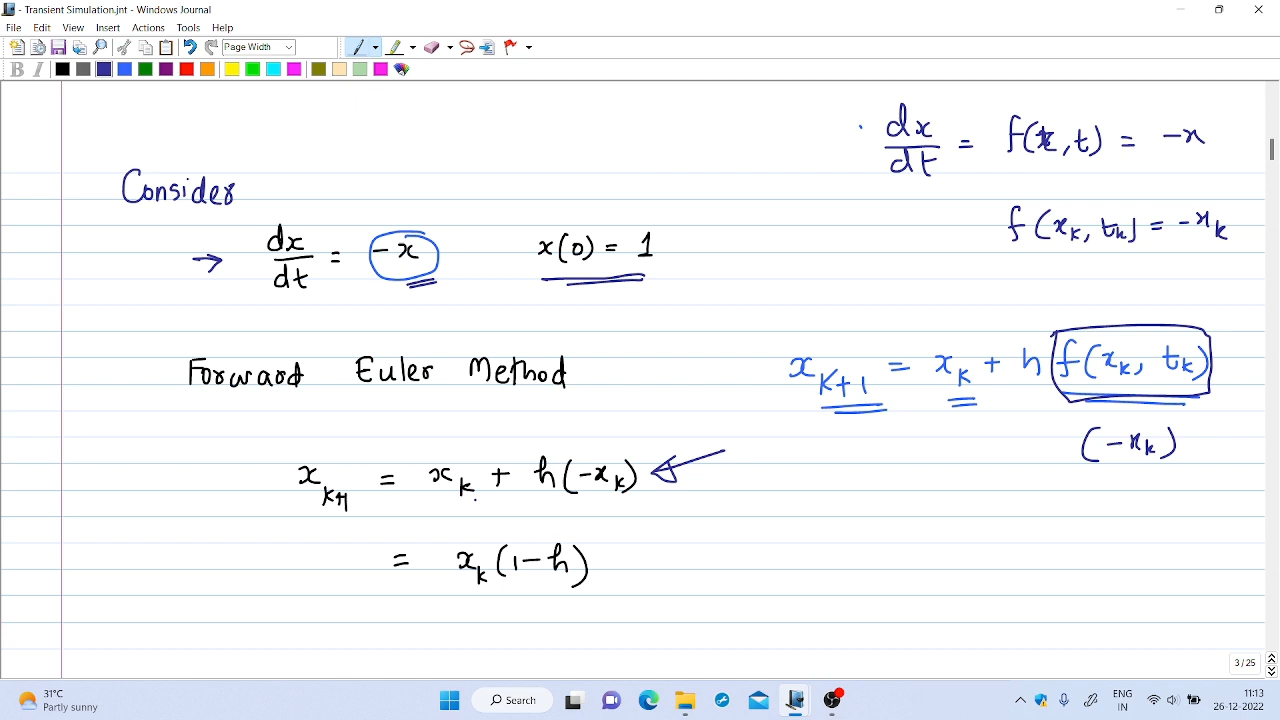 Transient Simulation.jnt - Windows Journal
File Edit View Insert Actions Tools Help
Page Width
B I
dx/dt = f(x, t) = -x
Consider
f(xk, tk) = -xk
→ dx/dt = -x x(0) = 1
Forward Euler Method
xK+1 = xk + h f(xk, tk)
(-xk)
xk+1 = xk + h(-xk)
= xk(1-h)
3 / 25
31°C
Partly sunny
Search
ENG
IN
11:13
26-12-2022